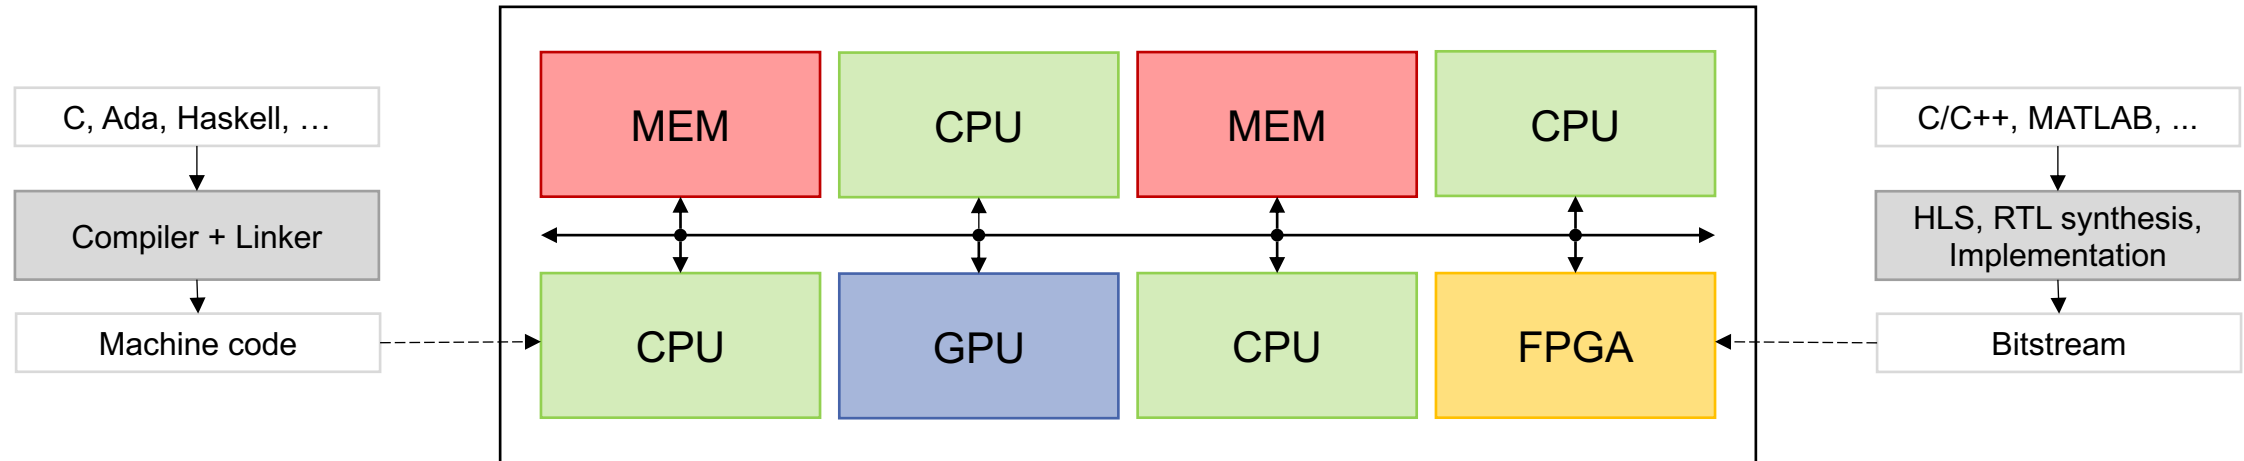 C, Ada, Haskell, …
Compiler + Linker
Machine code
MEM
CPU
MEM
CPU
CPU
GPU
CPU
FPGA
C/C++, MATLAB, ...
HLS, RTL synthesis,
Implementation
Bitstream